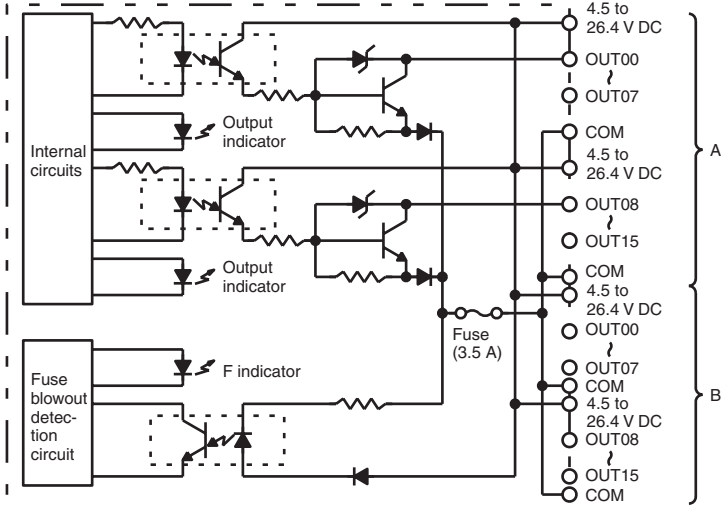 4.5 to
26.4 V DC
OUT00
~
OUT07
COM
4.5 to
26.4 V DC
OUT08
~
OUT15
COM
4.5 to
26.4 V DC
OUT00
~
OUT07
COM
4.5 to
26.4 V DC
OUT08
~
OUT15
COM
A
B
Internal
circuits
Output
indicator
Output
indicator
Fuse
(3.5 A)
Fuse
blowout
detec-
tion
circuit
F indicator